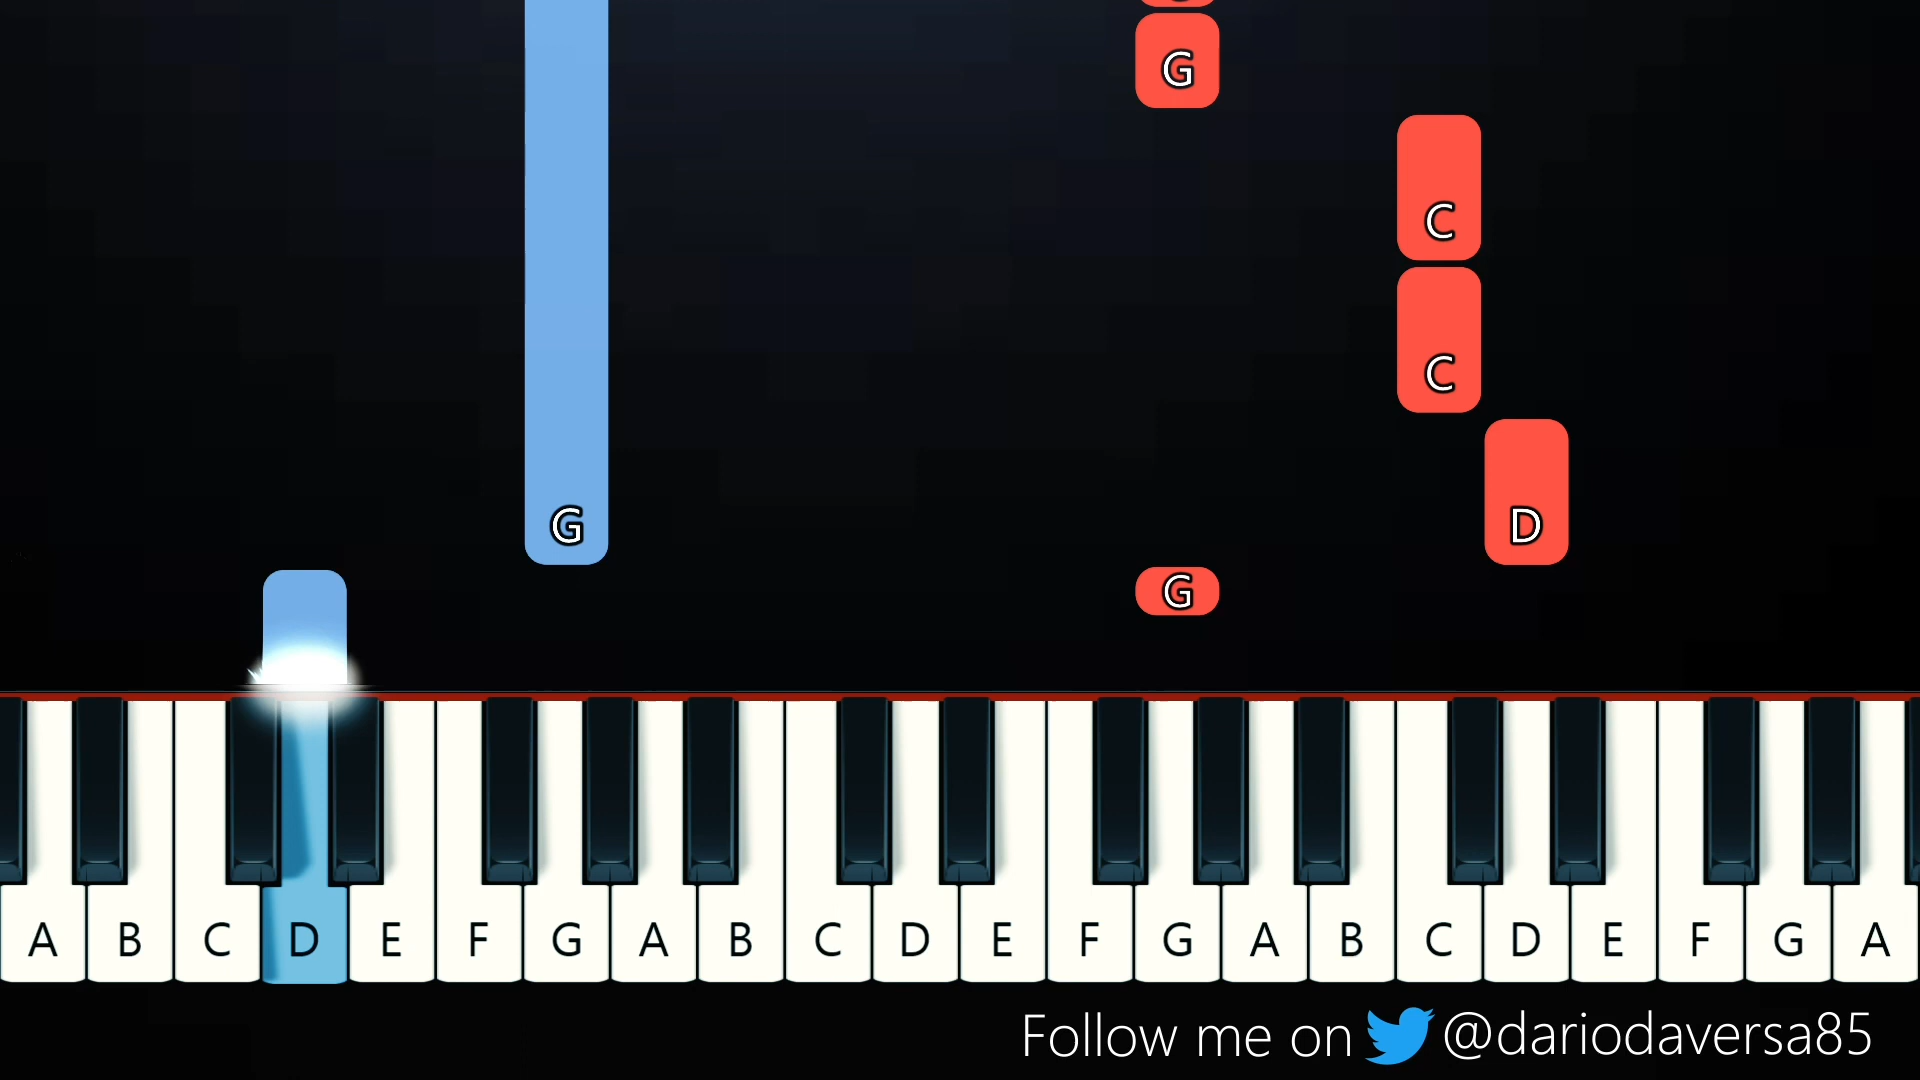 G
C
C
G D
G
A B C D E F G A B C D E F G A B C D E F G A
Follow me on @dariodaversa85